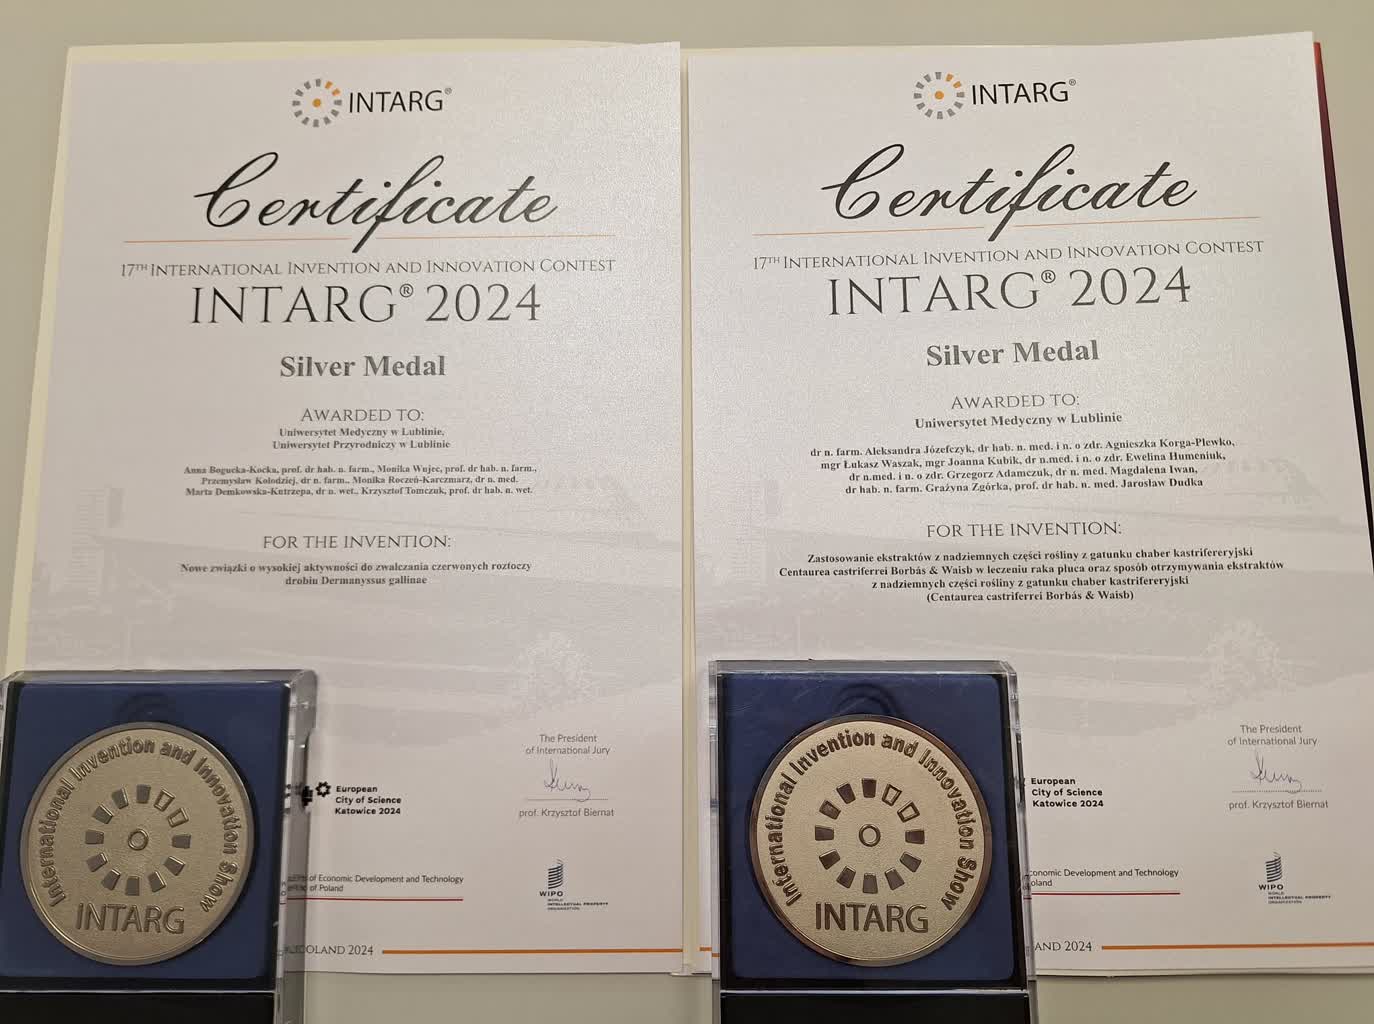 INTARG®
Certificate
17TH INTERNATIONAL INVENTION AND INNOVATION CONTEST
INTARG® 2024
Silver Medal
AWARDED TO:
Uniwersytet Medyczny w Lublinie,
Uniwersytet Przyrodniczy w Lublinie
Anna Bogucka-Kocka, prof. dr hab. n. farm., Monika Wujec, prof. dr hab. n. farm.,
Przemysław Kołodziej, dr n. farm., Monika Roczeń-Karczmarz, dr n. med.
Marta Demkowska-Kutrzepa, dr n. wet., Krzysztof Tomczuk, prof. dr hab. n. wet.
FOR THE INVENTION:
Nowe związki o wysokiej aktywności do zwalczania czerwonych roztoczy
drobiu Dermanyssus gallinae
The President
of International Jury
prof. Krzysztof Biernat
European
City of Science
Katowice 2024
of Economic Development and Technology
of Poland
WIPO
WORLD
INTELLECTUAL PROPERTY
ORGANIZATION
OLAND 2024
International Invention and Innovation Show
INTARG
INTARG®
Certificate
17TH INTERNATIONAL INVENTION AND INNOVATION CONTEST
INTARG® 2024
Silver Medal
AWARDED TO:
Uniwersytet Medyczny w Lublinie
dr n. farm. Aleksandra Józefczyk, dr hab. n. med. i n. o zdr. Agnieszka Korga-Plewko,
mgr Łukasz Waszak, mgr Joanna Kubik, dr n.med. i n. o zdr. Ewelina Humeniuk,
dr n.med. i n. o zdr. Grzegorz Adamczuk, dr n. med. Magdalena Iwan,
dr hab. n. farm. Grażyna Zgórka, prof. dr hab. n. med. Jarosław Dudka
FOR THE INVENTION:
Zastosowanie ekstraktów z nadziemnych części rośliny z gatunku chaber kastrifereryjski
Centaurea castriferrei Borbás & Waisb w leczeniu raka płuca oraz sposób otrzymywania ekstraktów
z nadziemnych części rośliny z gatunku chaber kastrifereryjski
(Centaurea castriferrei Borbás & Waisb)
The President
of International Jury
prof. Krzysztof Biernat
European
City of Science
Katowice 2024
conomic Development and Technology
oland
WIPO
WORLD
INTELLECTUAL PROPERTY
ORGANIZATION
AND 2024
International Invention and Innovation Show
INTARG